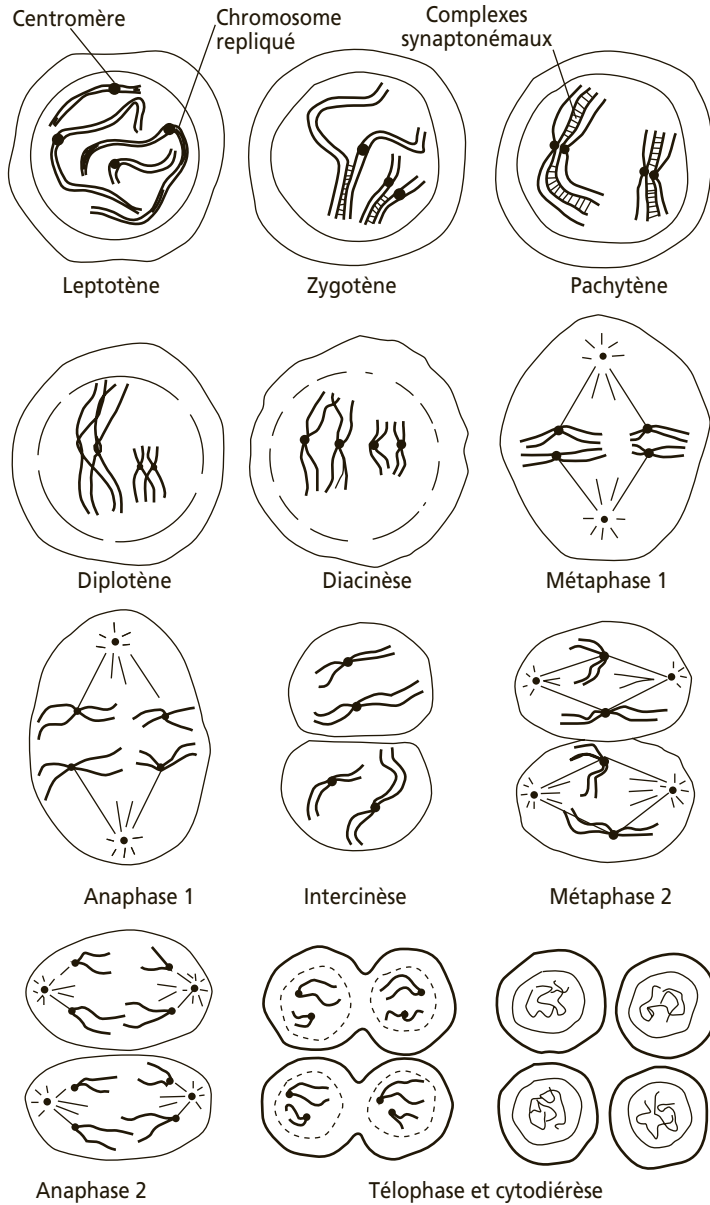 Centromère
Chromosome
repliqué
Complexes
synaptonémaux
Leptotène
Zygotène
Pachytène
Diplotène
Diacinèse
Métaphase 1
Anaphase 1
Intercinèse
Métaphase 2
Anaphase 2
Télophase et cytodiérèse